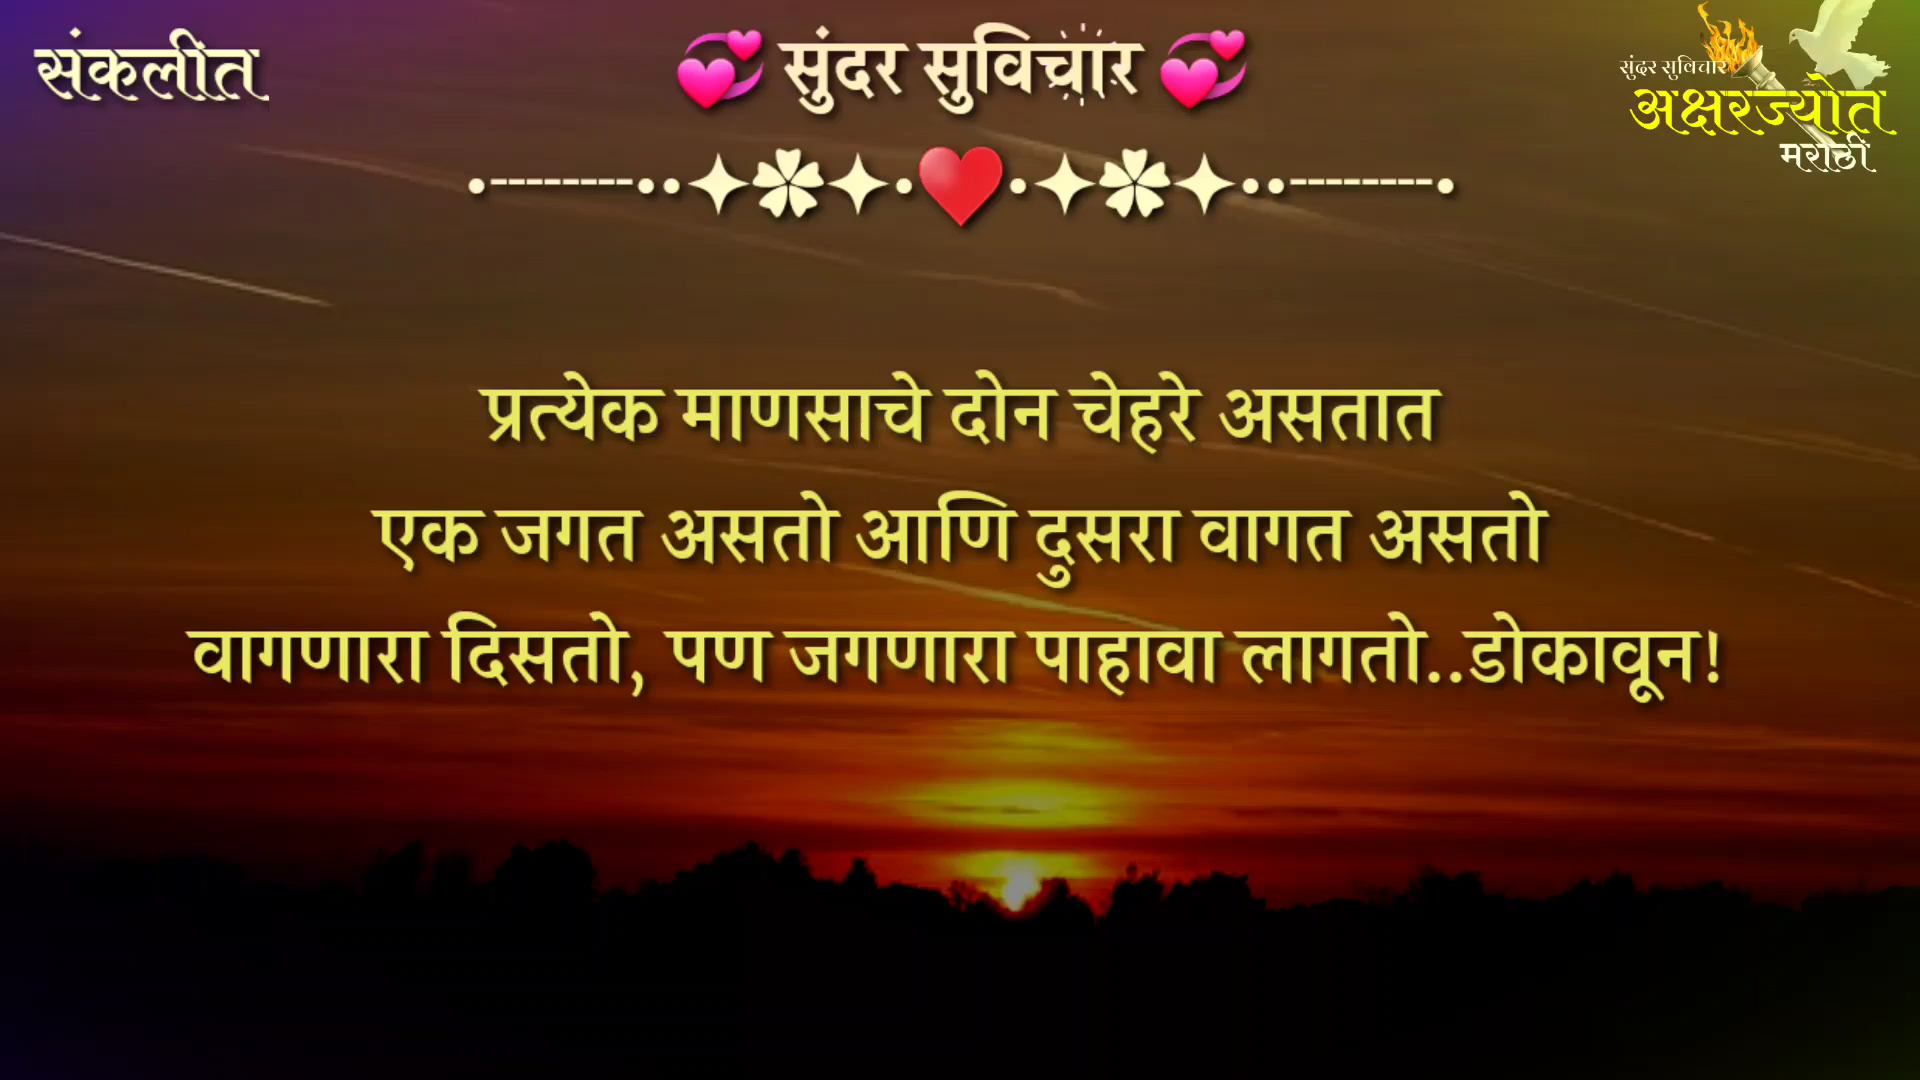 संकलीत
💞 सुंदर सुविचार 💞
•┈┈┈┈••✦✿✦•♥️•✦✿✦••┈┈┈┈•
सुंदर सुविचार
अक्षरज्योत
मराठी
प्रत्येक माणसाचे दोन चेहरे असतात
एक जगत असतो आणि दुसरा वागत असतो
वागणारा दिसतो, पण जगणारा पाहावा लागतो..डोकावून!